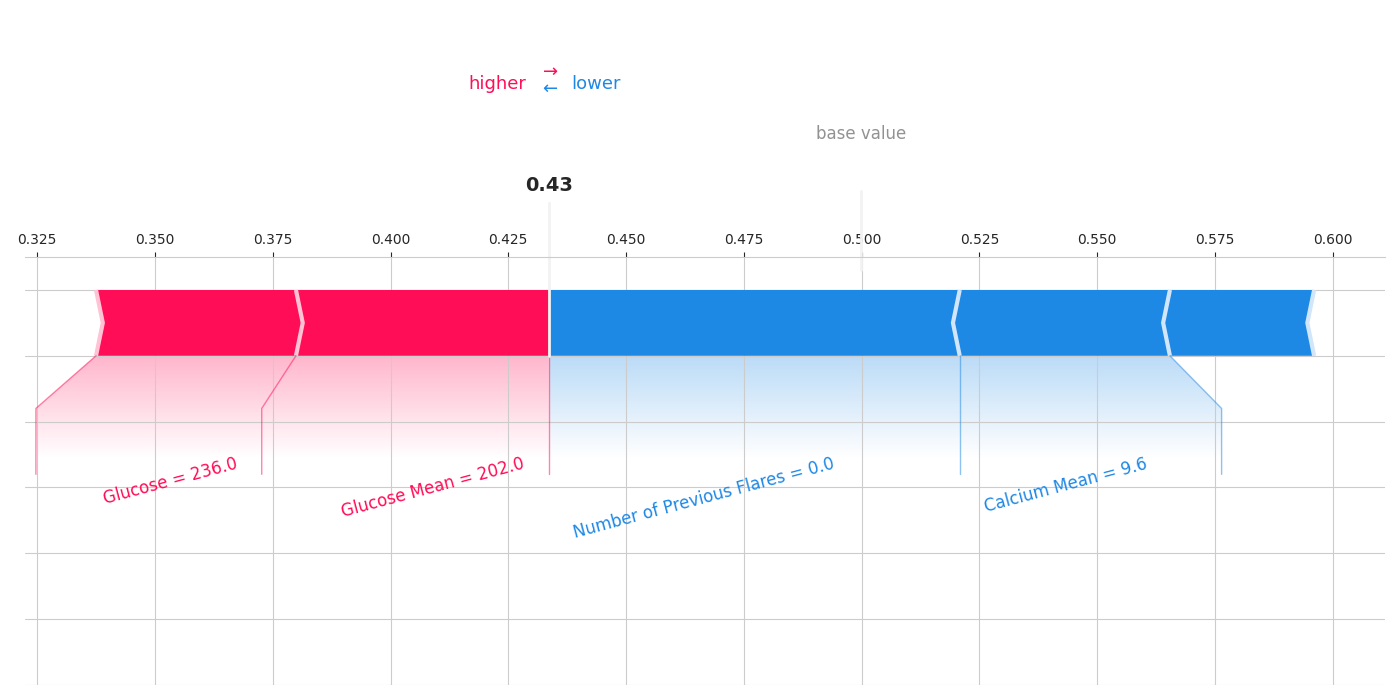 higher → ← lower
base value
0.43
0.325 0.350 0.375 0.400 0.425 0.450 0.475 0.500 0.525 0.550 0.575 0.600
Glucose = 236.0
Glucose Mean = 202.0
Number of Previous Flares = 0.0
Calcium Mean = 9.6